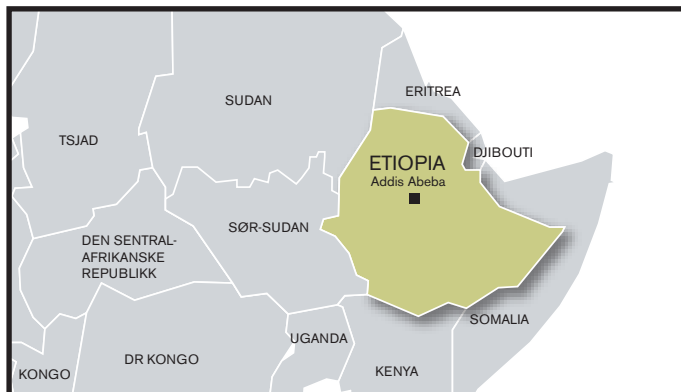 ERITREA
SUDAN
TSJAD
DJIBOUTI
ETIOPIA
Addis Abeba
SØR-SUDAN
DEN SENTRAL-
AFRIKANSKE
REPUBLIKK
SOMALIA
UGANDA
DR KONGO
KONGO
KENYA